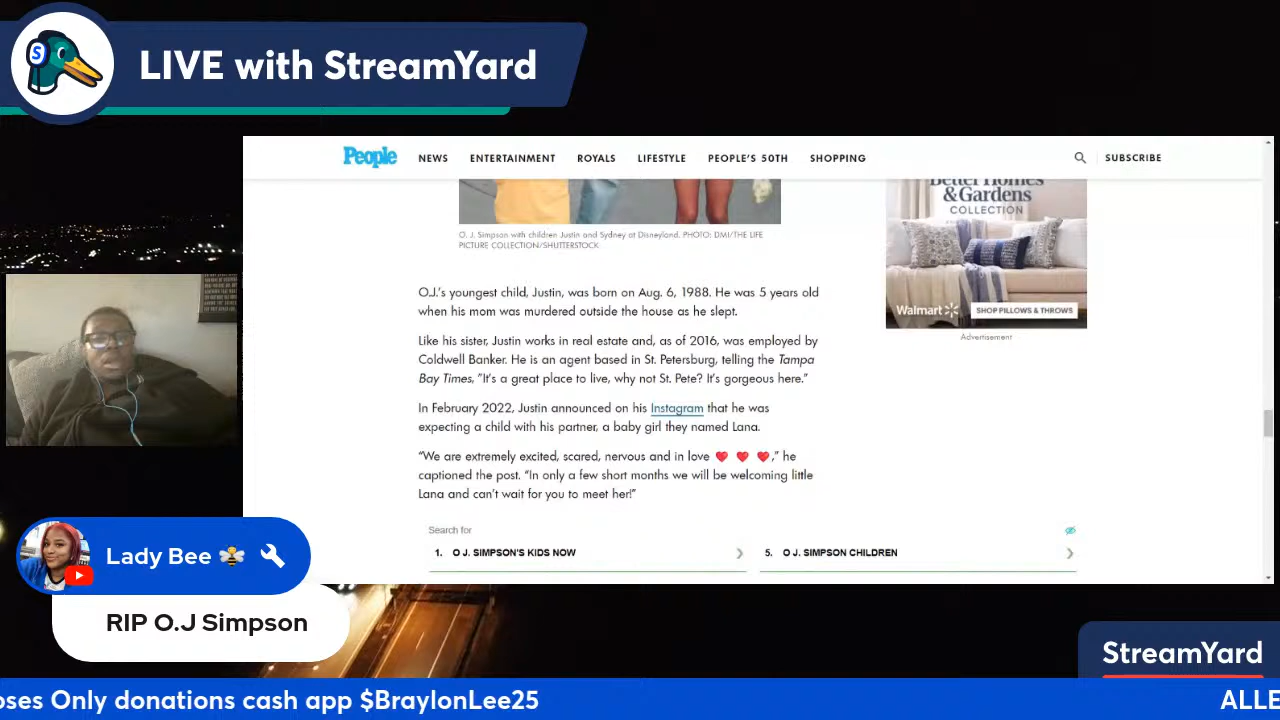 S
LIVE with StreamYard
People
NEWS ENTERTAINMENT ROYALS LIFESTYLE PEOPLE'S 50TH SHOPPING SUBSCRIBE
Better Homes
& Gardens
COLLECTION
O. J. Simpson with children Justin and Sydney at Disneyland. PHOTO: DMI/THE LIFE
PICTURE COLLECTION/SHUTTERSTOCK
O.J.'s youngest child, Justin, was born on Aug. 6, 1988. He was 5 years old
when his mom was murdered outside the house as he slept.
Walmart
SHOP PILLOWS & THROWS
Advertisement
Like his sister, Justin works in real estate and, as of 2016, was employed by
Coldwell Banker. He is an agent based in St. Petersburg, telling the Tampa
Bay Times, "It's a great place to live, why not St. Pete? It's gorgeous here."
In February 2022, Justin announced on his Instagram that he was
expecting a child with his partner, a baby girl they named Lana.
"We are extremely excited, scared, nervous and in love ❤️ ❤️ ❤️," he
captioned the post. "In only a few short months we will be welcoming little
Lana and can't wait for you to meet her!"
Search for
1. O J. SIMPSON'S KIDS NOW
5. O J. SIMPSON CHILDREN
Lady Bee 🐝
RIP O.J Simpson
StreamYard
oses Only donations cash app $BraylonLee25
ALLE